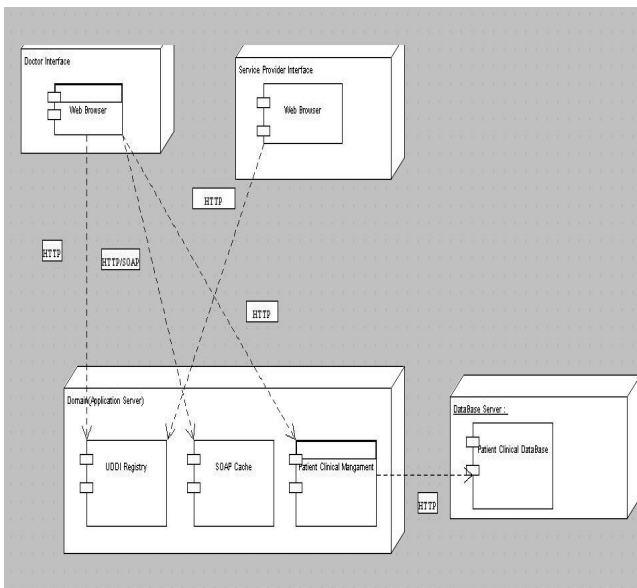 Doctor Interface
Web Browser
Service Provider Interface
Web Browser
HTTP
HTTP
HTTP/SOAP
HTTP
Domain(Application Server)
UDDI Registry
SOAP Cache
Patient Clinical Mangament
DataBase Server :
Patient Clinical DataBase
HTTP